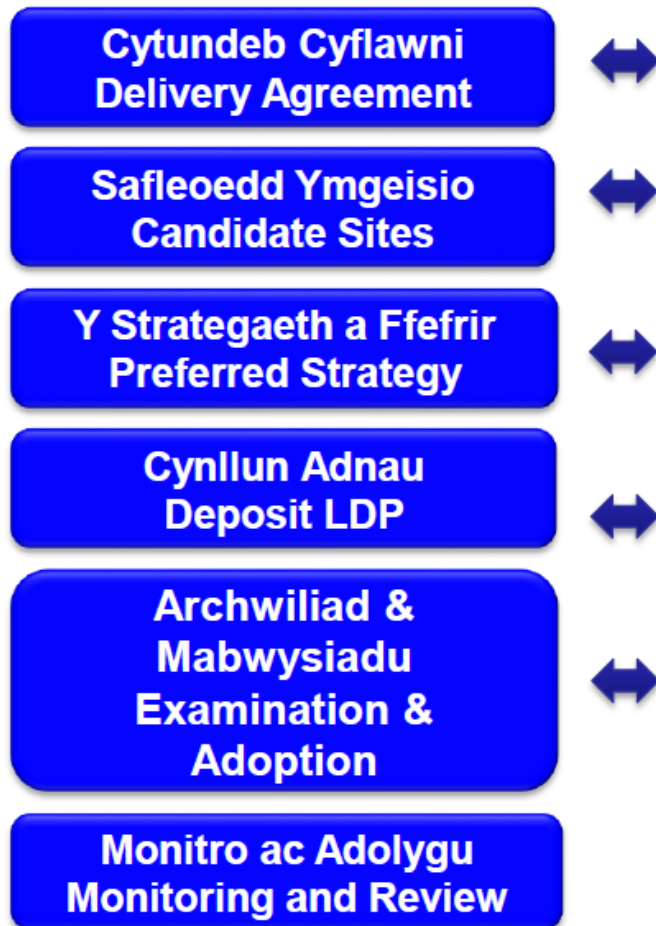 Cytundeb Cyflawni
Delivery Agreement
Safleoedd Ymgeisio
Candidate Sites
Y Strategaeth a Ffefrir
Preferred Strategy
Cynllun Adnau
Deposit LDP
Archwiliad &
Mabwysiadu
Examination &
Adoption
Monitro ac Adolygu
Monitoring and Review